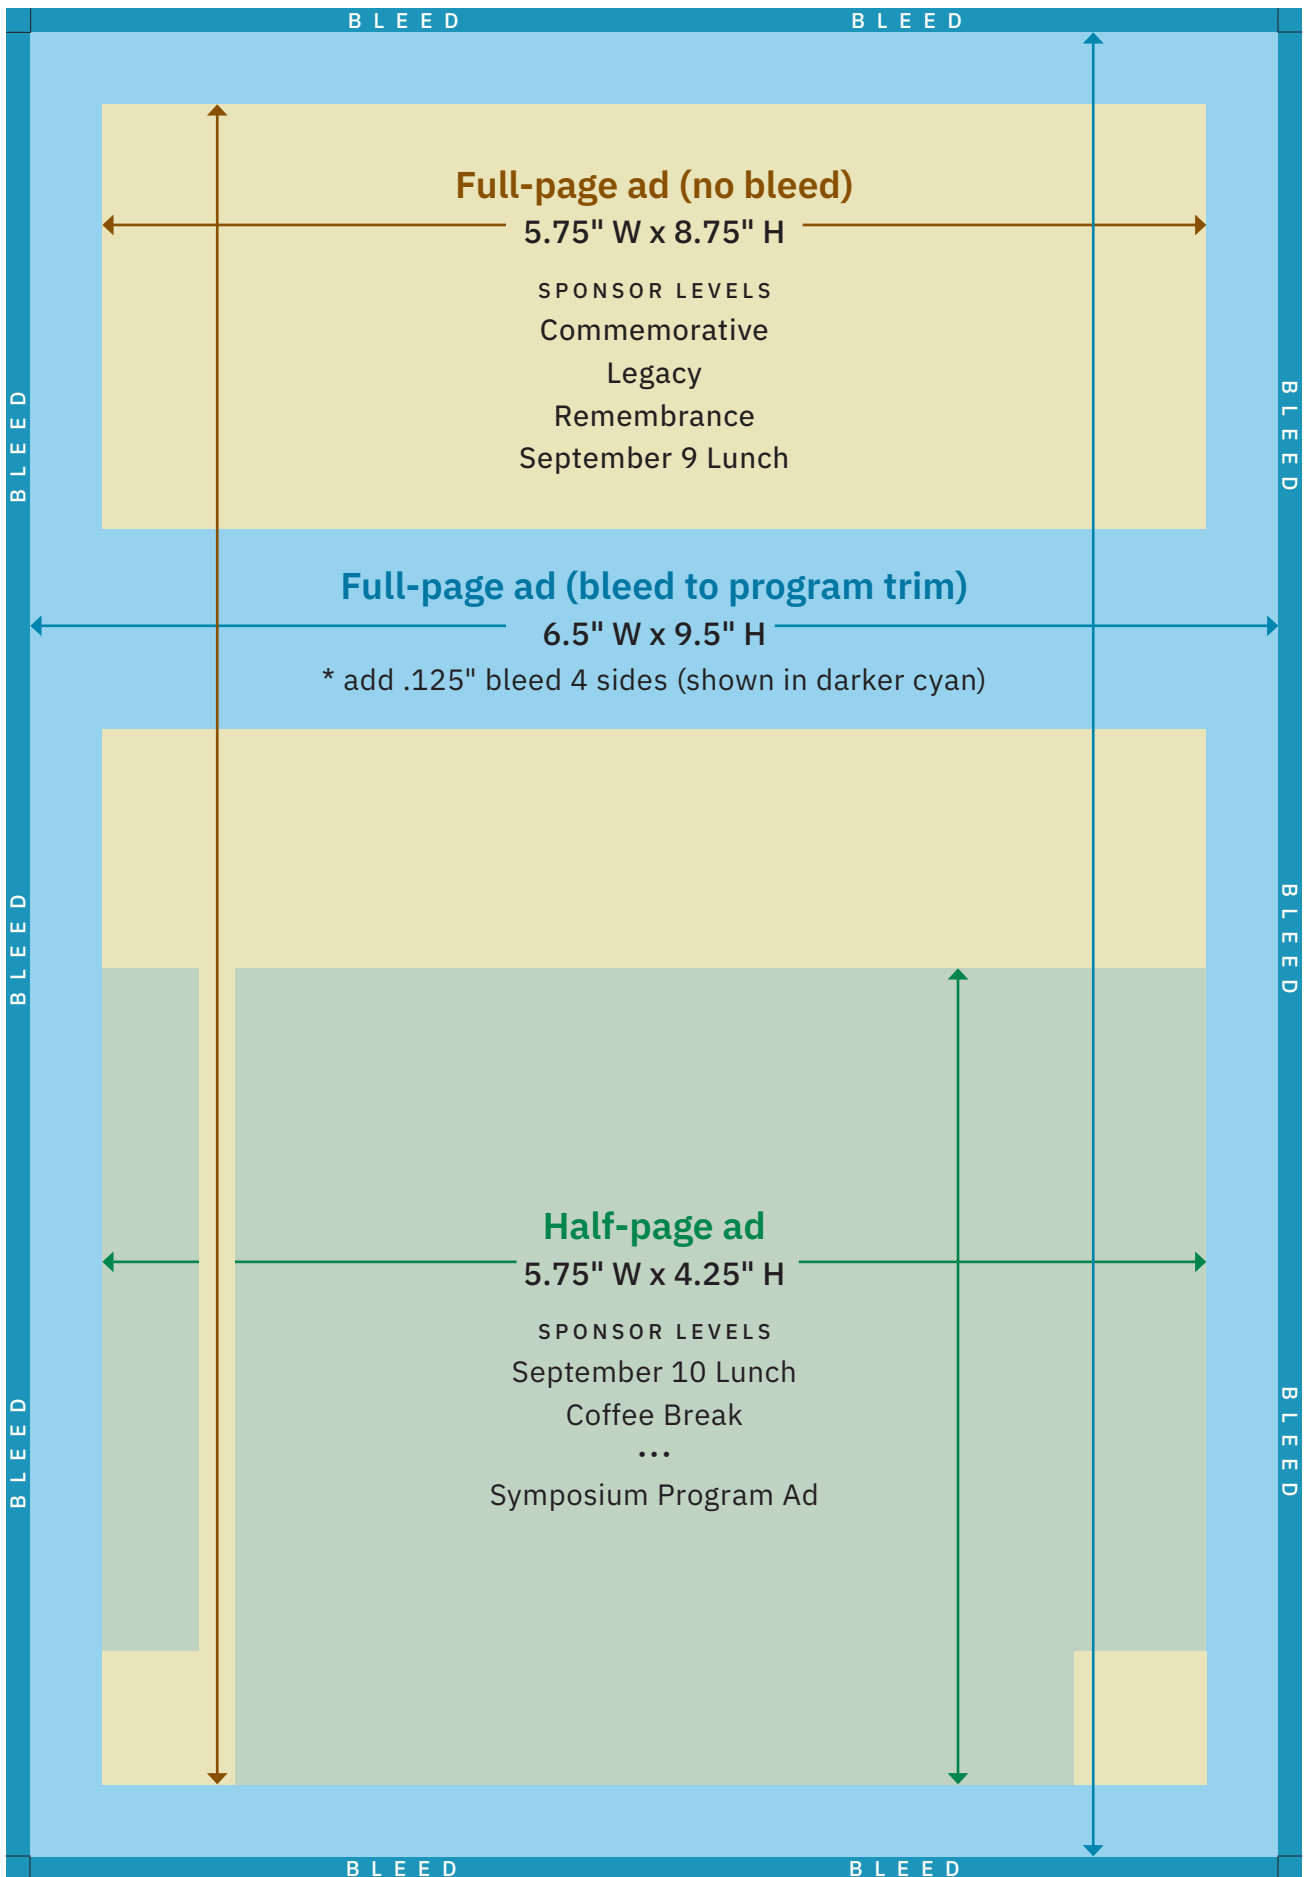 BLEED BLEED
Full-page ad (no bleed)
5.75" W x 8.75" H
SPONSOR LEVELS
Commemorative
Legacy
Remembrance
September 9 Lunch
BLEED
BLEED
Full-page ad (bleed to program trim)
6.5" W x 9.5" H
* add .125" bleed 4 sides (shown in darker cyan)
BLEED
BLEED
Half-page ad
5.75" W x 4.25" H
SPONSOR LEVELS
September 10 Lunch
Coffee Break
...
Symposium Program Ad
BLEED
BLEED
BLEED BLEED